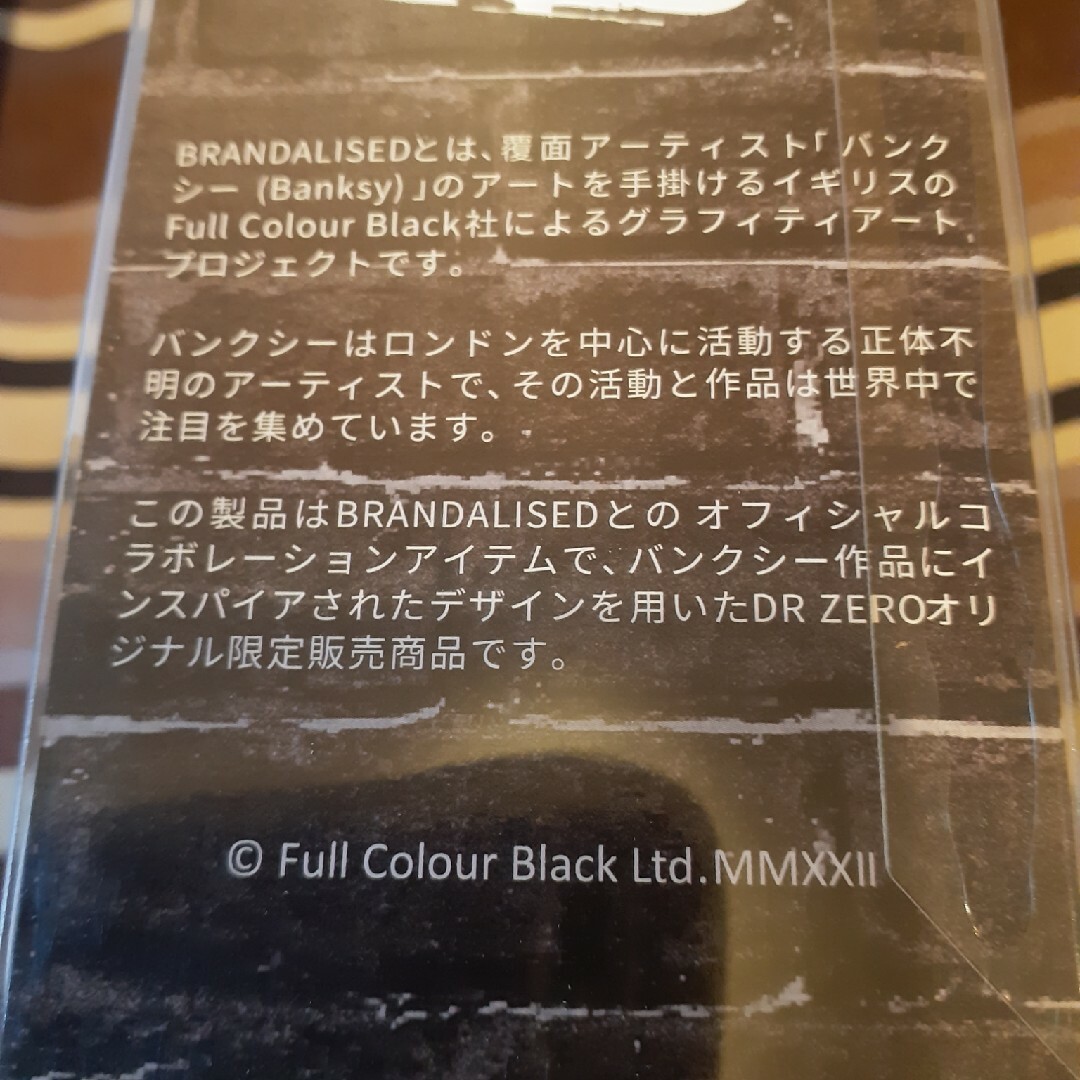 BRANDALISEDとは、覆面アーティスト「バンク
シー (Banksy)」のアートを手掛けるイギリスの
Full Colour Black社によるグラフィティアート
プロジェクトです。
バンクシーはロンドンを中心に活動する正体不
明のアーティストで、その活動と作品は世界中で
注目を集めています。
この製品はBRANDALISEDとの オフィシャルコ
ラボレーションアイテムで、バンクシー作品にイ
ンスパイアされたデザインを用いたDR ZEROオリ
ジナル限定販売商品です。
© Full Colour Black Ltd.MMXXII